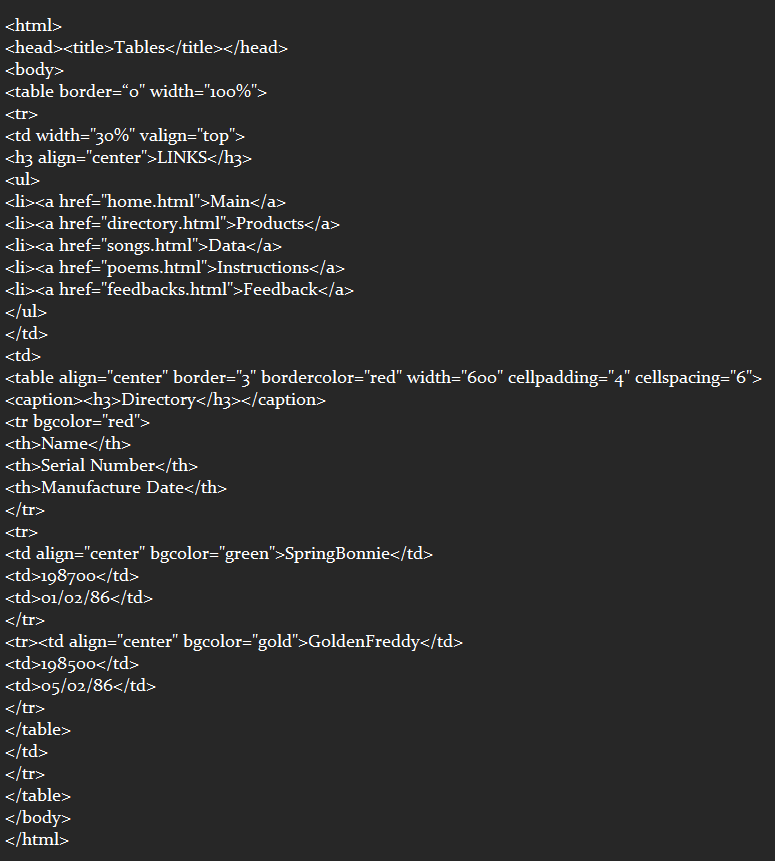 <html>
<head><title>Tables</title></head>
<body>
<table border=“0" width="100%">
<tr>
<td width="30%" valign="top">
<h3 align="center">LINKS</h3>
<ul>
<li><a href="home.html">Main</a>
<li><a href="directory.html">Products</a>
<li><a href="songs.html">Data</a>
<li><a href="poems.html">Instructions</a>
<li><a href="feedbacks.html">Feedback</a>
</ul>
</td>
<td>
<table align="center" border="3" bordercolor="red" width="600" cellpadding="4" cellspacing="6">
<caption><h3>Directory</h3></caption>
<tr bgcolor="red">
<th>Name</th>
<th>Serial Number</th>
<th>Manufacture Date</th>
</tr>
<tr>
<td align="center" bgcolor="green">SpringBonnie</td>
<td>198700</td>
<td>01/02/86</td>
</tr>
<tr><td align="center" bgcolor="gold">GoldenFreddy</td>
<td>198500</td>
<td>05/02/86</td>
</tr>
</table>
</td>
</tr>
</table>
</body>
</html>